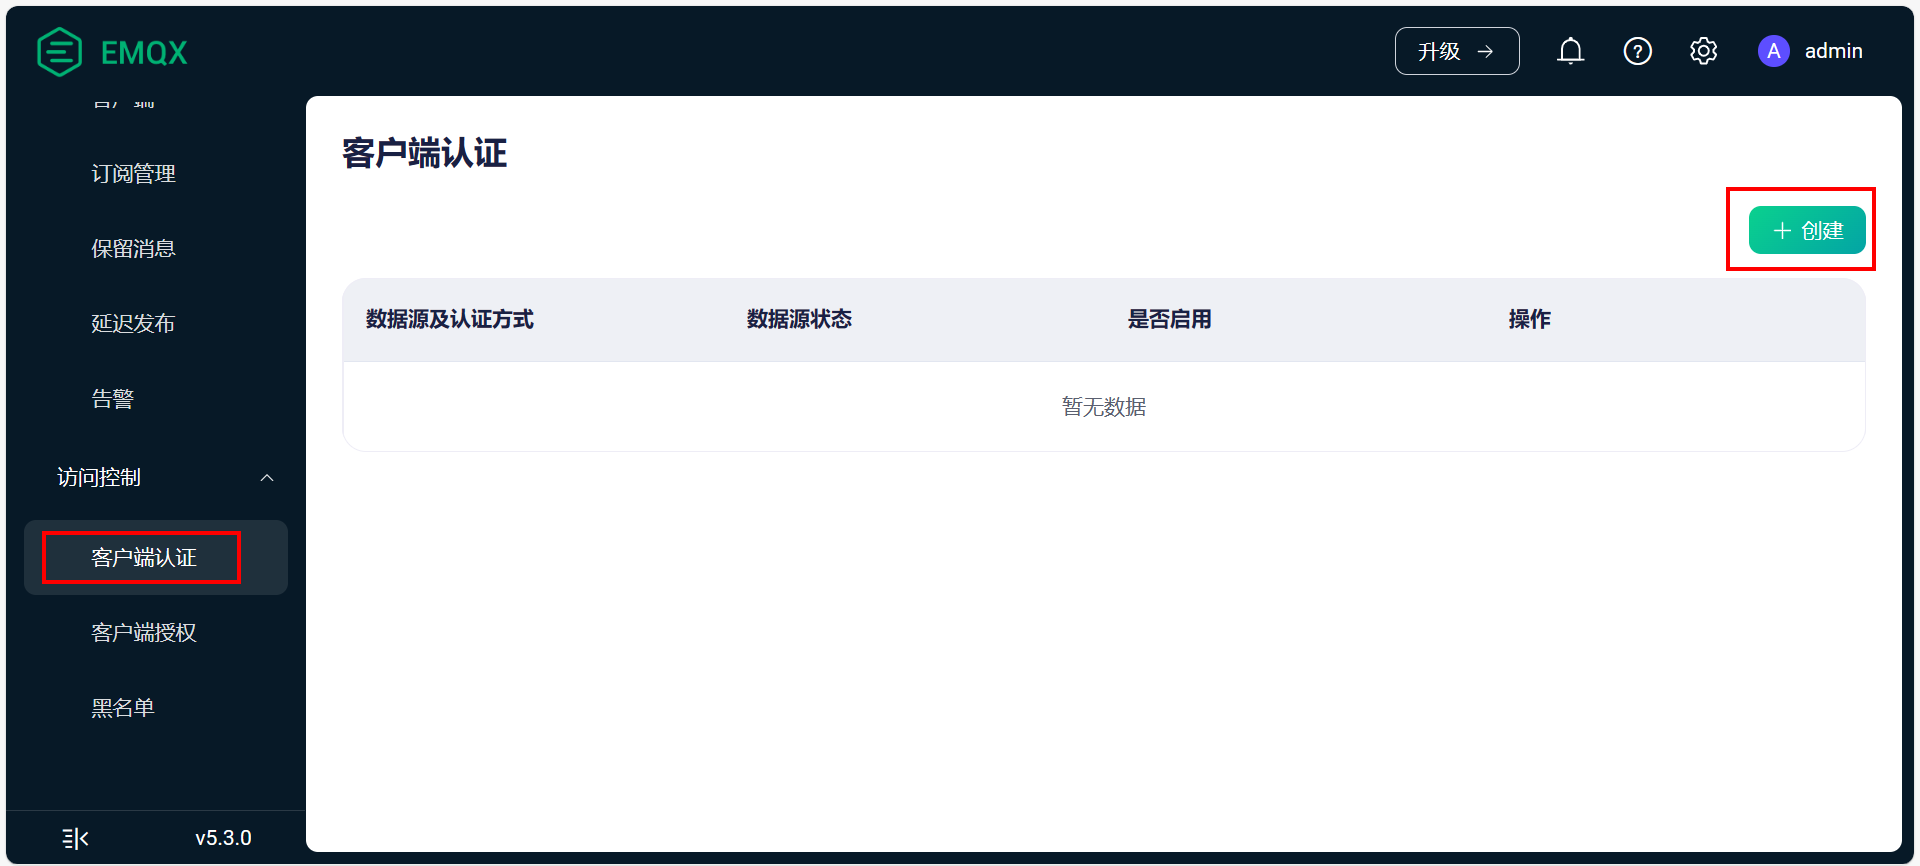 EMQX
升级
?
A
admin
客户端
订阅管理
保留消息
延迟发布
告警
访问控制
客户端认证
客户端授权
黑名单
v5.3.0
客户端认证
创建
数据源及认证方式 数据源状态 是否启用 操作
暂无数据